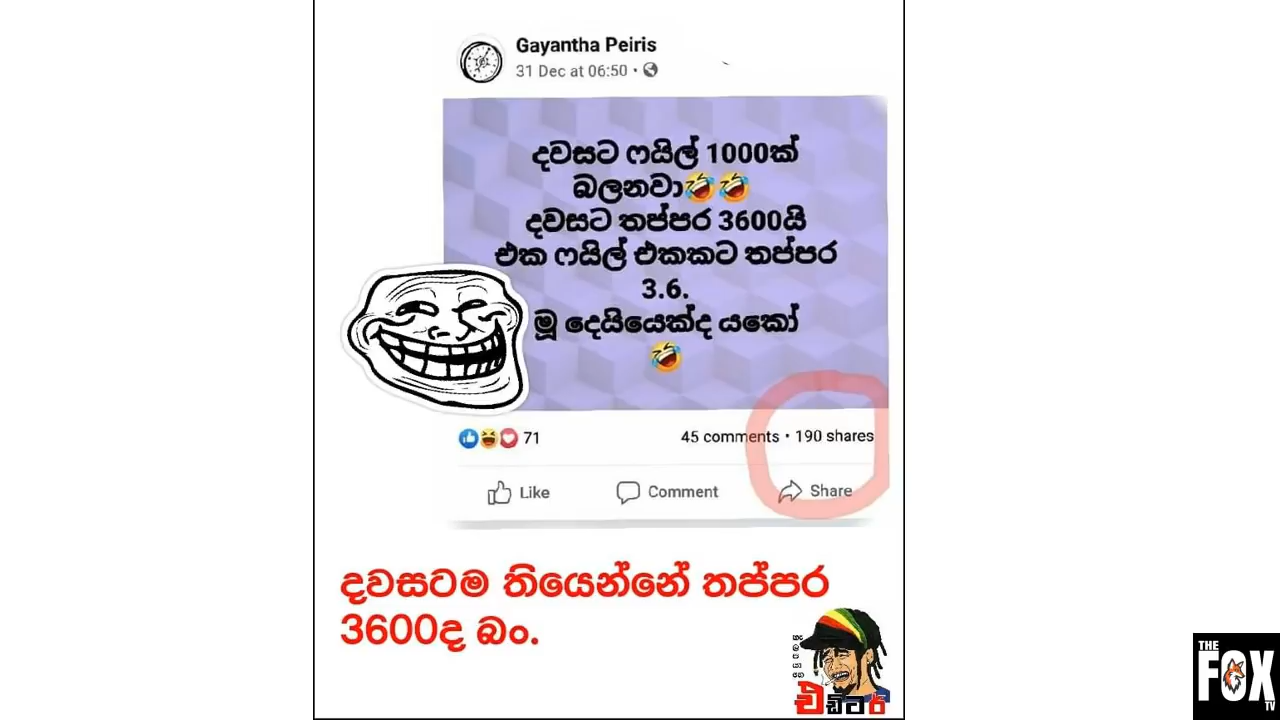 Gayantha Peiris
31 Dec at 06:50 •
දවසට ෆයිල් 1000ක්
බලනවා🤣🤣
දවසට තප්පර 3600යි
එක ෆයිල් එකකට තප්පර
3.6.
මූ දෙයියෙක්ද යකෝ
🤣
71
45 comments • 190 shares
Like
Comment
Share
දවසටම තියෙන්නේ තප්පර
3600ද බං.
එඩිටර්
THE
FOX
TV